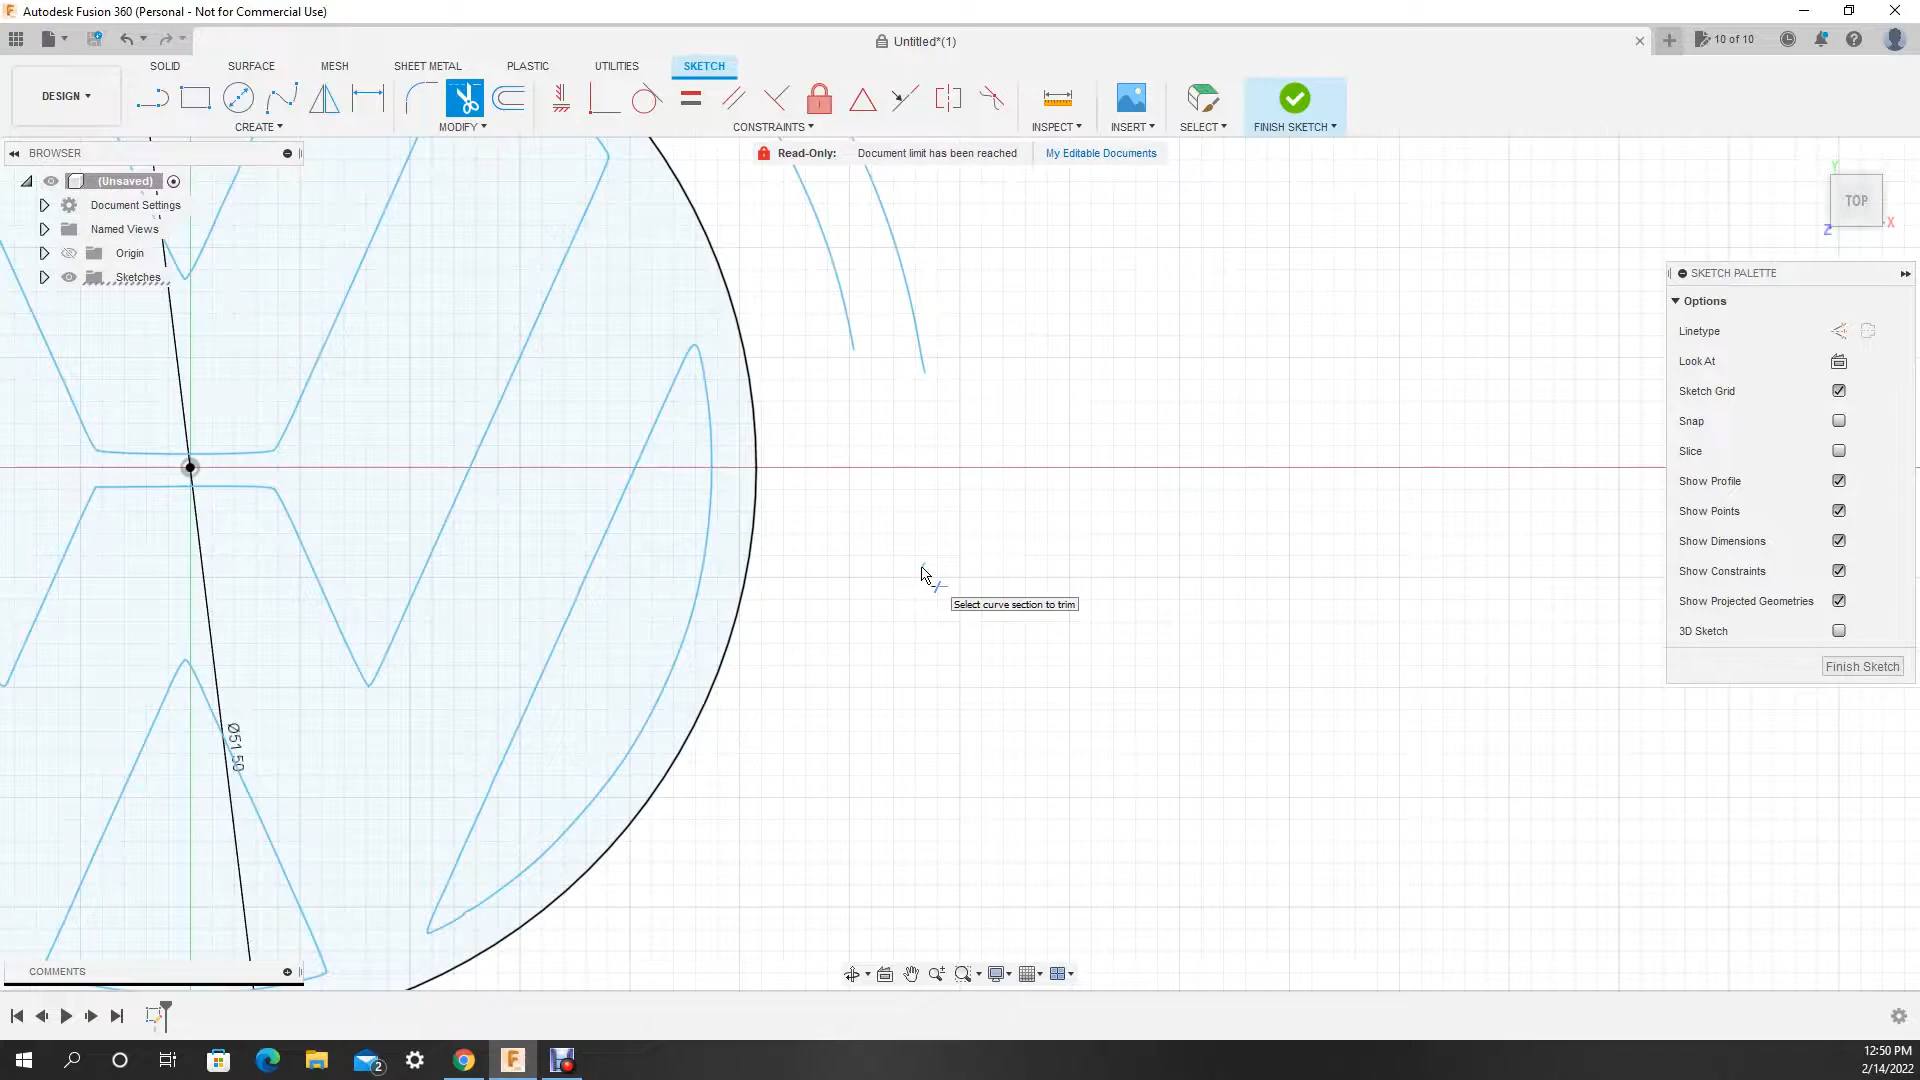 Autodesk Fusion 360 (Personal - Not for Commercial Use)
Untitled*(1)
10 of 10
DESIGN
SOLID SURFACE MESH SHEET METAL PLASTIC UTILITIES SKETCH
CREATE MODIFY CONSTRAINTS INSPECT INSERT SELECT FINISH SKETCH
BROWSER
Read-Only: Document limit has been reached My Editable Documents
(Unsaved)
Document Settings
Named Views
Origin
Sketches
Y
TOP
X
Z
SKETCH PALETTE
Options
Linetype
Look At
Sketch Grid
Snap
Slice
Show Profile
Show Points
Show Dimensions
Show Constraints
Show Projected Geometries
3D Sketch
Finish Sketch
Select curve section to trim
Ø51.50
COMMENTS
2
12:50 PM
2/14/2022